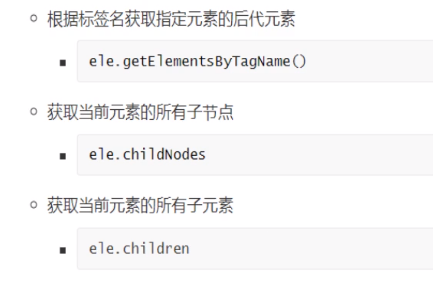 根据标签名获取指定元素的后代元素
ele.getElementsByTagName()
获取当前元素的所有子节点
ele.childNodes
获取当前元素的所有子元素
ele.children